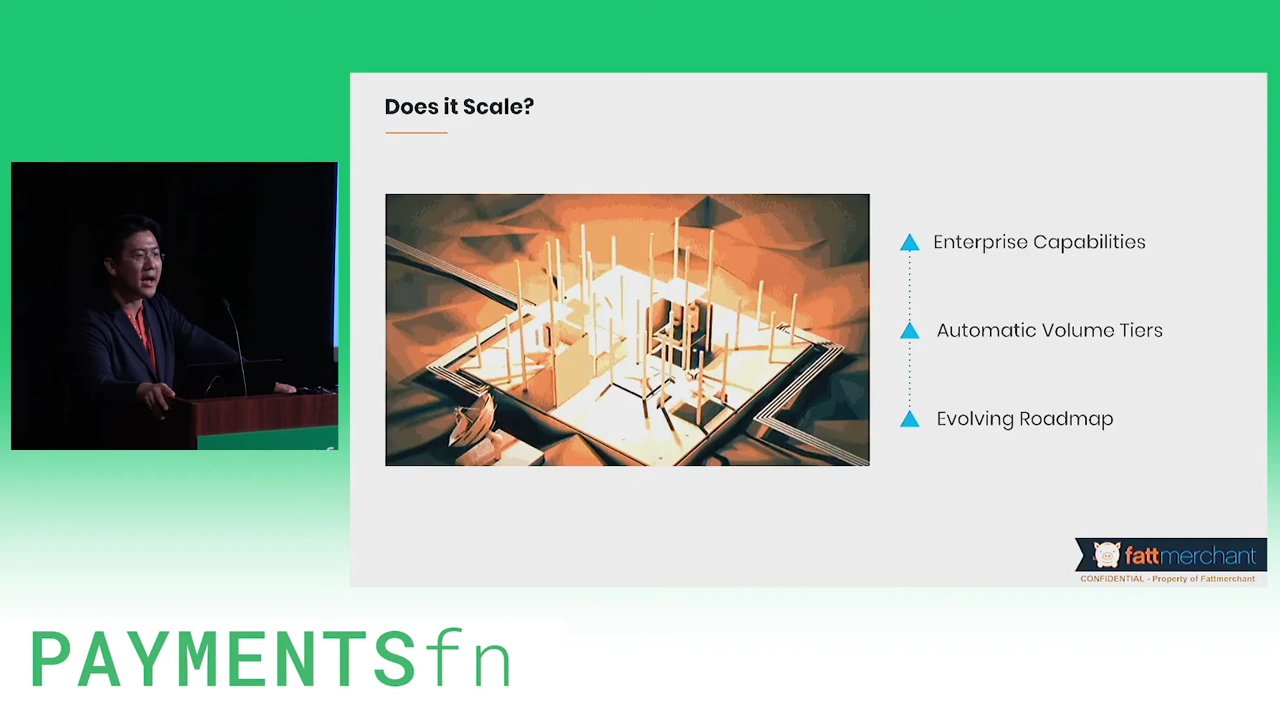 Does it Scale?
Enterprise Capabilities
Automatic Volume Tiers
Evolving Roadmap
fattmerchant
CONFIDENTIAL - Property of Fattmerchant
PAYMENTSfn